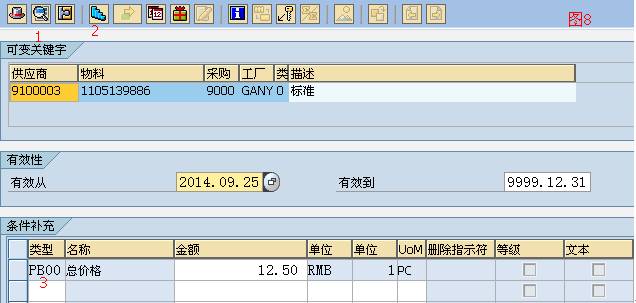 图8
1 2
可变关键字
供应商 物料 采购 工厂 类 描述
9100003 1105139886 9000 GANY 0 标准
有效性
有效从 2014.09.25 有效到 9999.12.31
条件补充
类型 名称 金额 单位 单位 UoM 删除指示符 等级 文本
PB00 总价格 12.50 RMB 1 PC
3